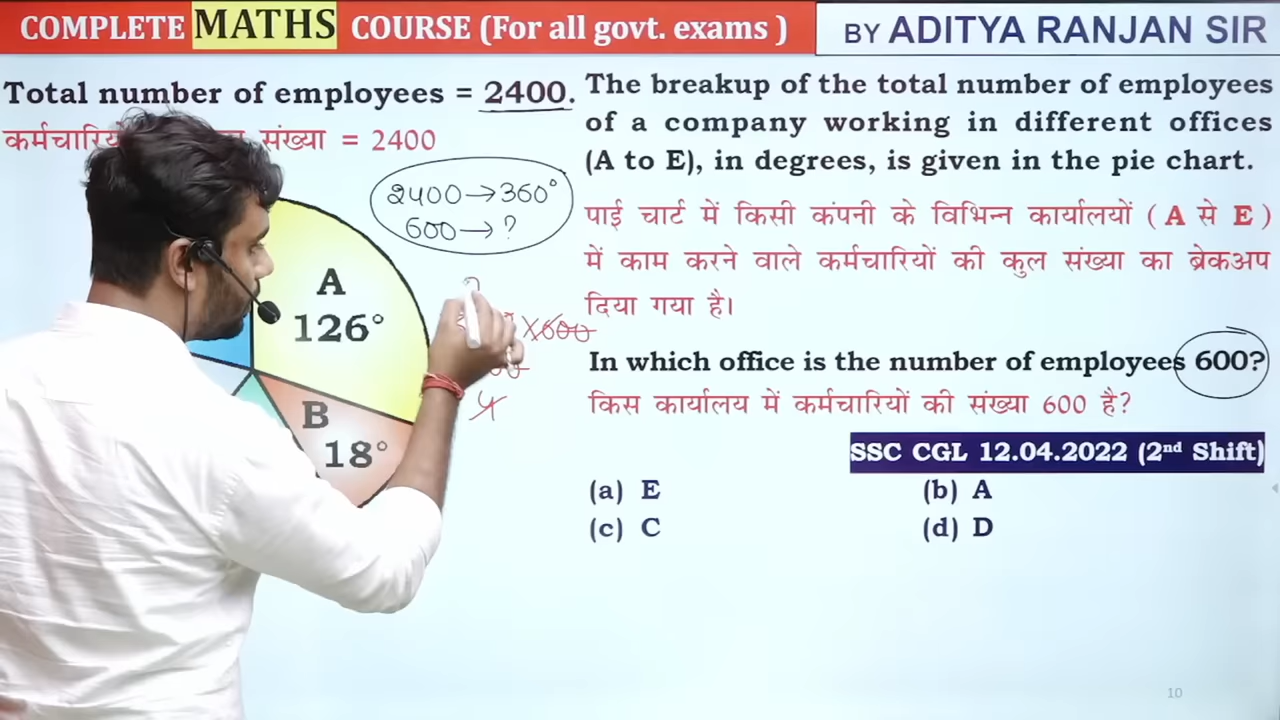 COMPLETE MATHS COURSE (For all govt. exams )
BY ADITYA RANJAN SIR
Total number of employees = 2400.
संख्या = 2400
2400→360°
600→ ?
A
126°
B
18°
×600
4
The breakup of the total number of employees
of a company working in different offices
(A to E), in degrees, is given in the pie chart.
पाई चार्ट में किसी कंपनी के विभिन्न कार्यालयों ( A से E )
में काम करने वाले कर्मचारियों की कुल संख्या का ब्रेकअप
दिया गया है।
In which office is the number of employees 600?
किस कार्यालय में कर्मचारियों की संख्या 600 है?
SSC CGL 12.04.2022 (2nd Shift)
(a) E
(b) A
(c) C
(d) D
10